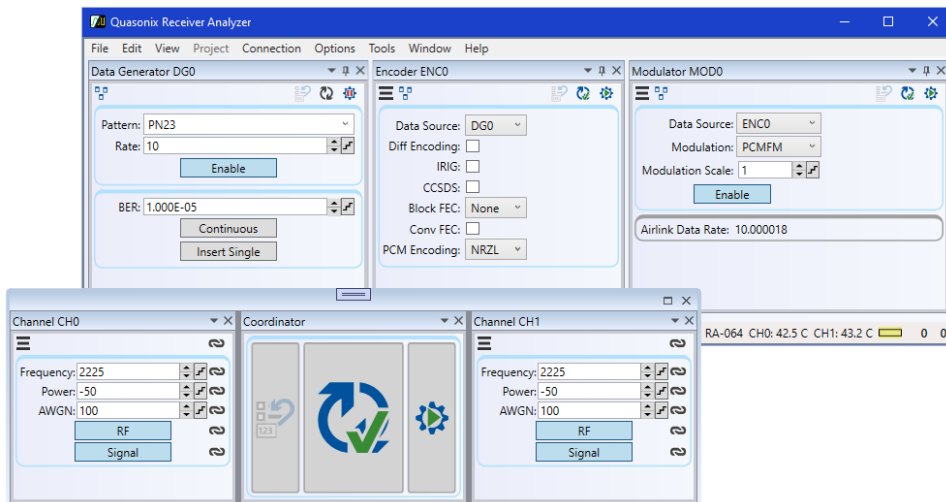 Quasonix Receiver Analyzer
File Edit View Project Connection Options Tools Window Help
Data Generator DG0
Pattern: PN23
Rate: 10
Enable
BER: 1.000E-05
Continuous
Insert Single
Encoder ENC0
Data Source: DG0
Diff Encoding:
IRIG:
CCSDS:
Block FEC: None
Conv FEC:
PCM Encoding: NRZL
Modulator MOD0
Data Source: ENC0
Modulation: PCMFM
Modulation Scale: 1
Enable
Airlink Data Rate: 10.000018
RA-064 CH0: 42.5 C CH1: 43.2 C 0 0
Channel CH0
Frequency: 2225
Power: -50
AWGN: 100
RF
Signal
Coordinator
123
Channel CH1
Frequency: 2225
Power: -50
AWGN: 100
RF
Signal